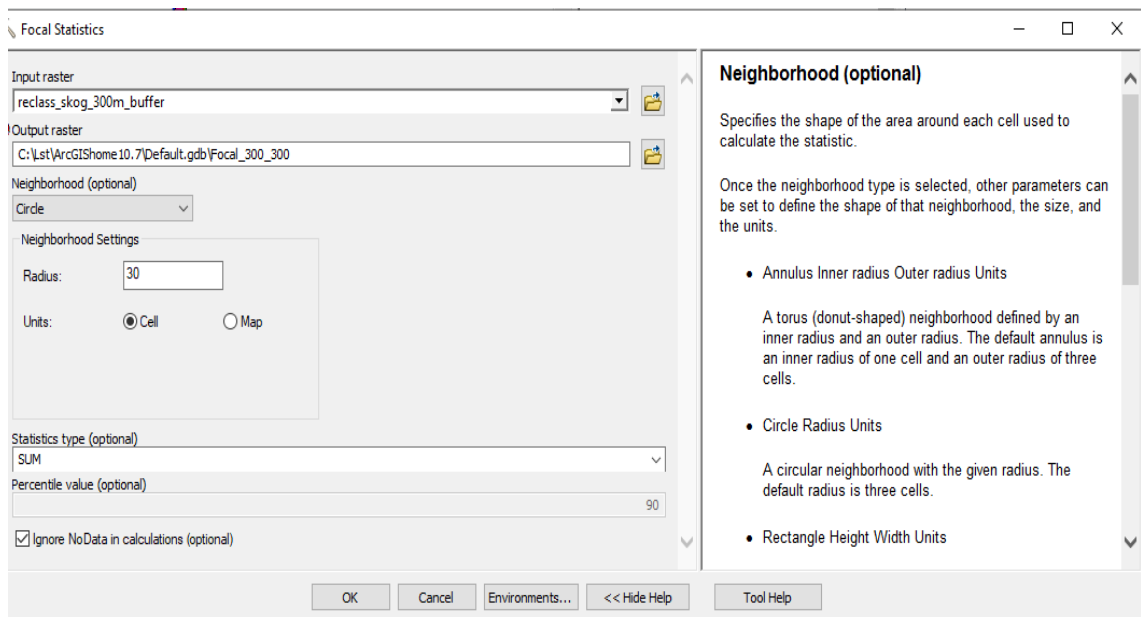 Focal Statistics
Input raster
reclass_skog_300m_buffer
Output raster
C:\Lst\ArcGIShome10.7\Default.gdb\Focal_300_300
Neighborhood (optional)
Circle
Neighborhood Settings
Radius:
30
Units:
Cell
Map
Statistics type (optional)
SUM
Percentile value (optional)
90
Ignore NoData in calculations (optional)
Neighborhood (optional)
Specifies the shape of the area around each cell used to
calculate the statistic.
Once the neighborhood type is selected, other parameters can
be set to define the shape of that neighborhood, the size, and
the units.
• Annulus Inner radius Outer radius Units
A torus (donut-shaped) neighborhood defined by an
inner radius and an outer radius. The default annulus is
an inner radius of one cell and an outer radius of three
cells.
• Circle Radius Units
A circular neighborhood with the given radius. The
default radius is three cells.
• Rectangle Height Width Units
OK
Cancel
Environments...
<< Hide Help
Tool Help